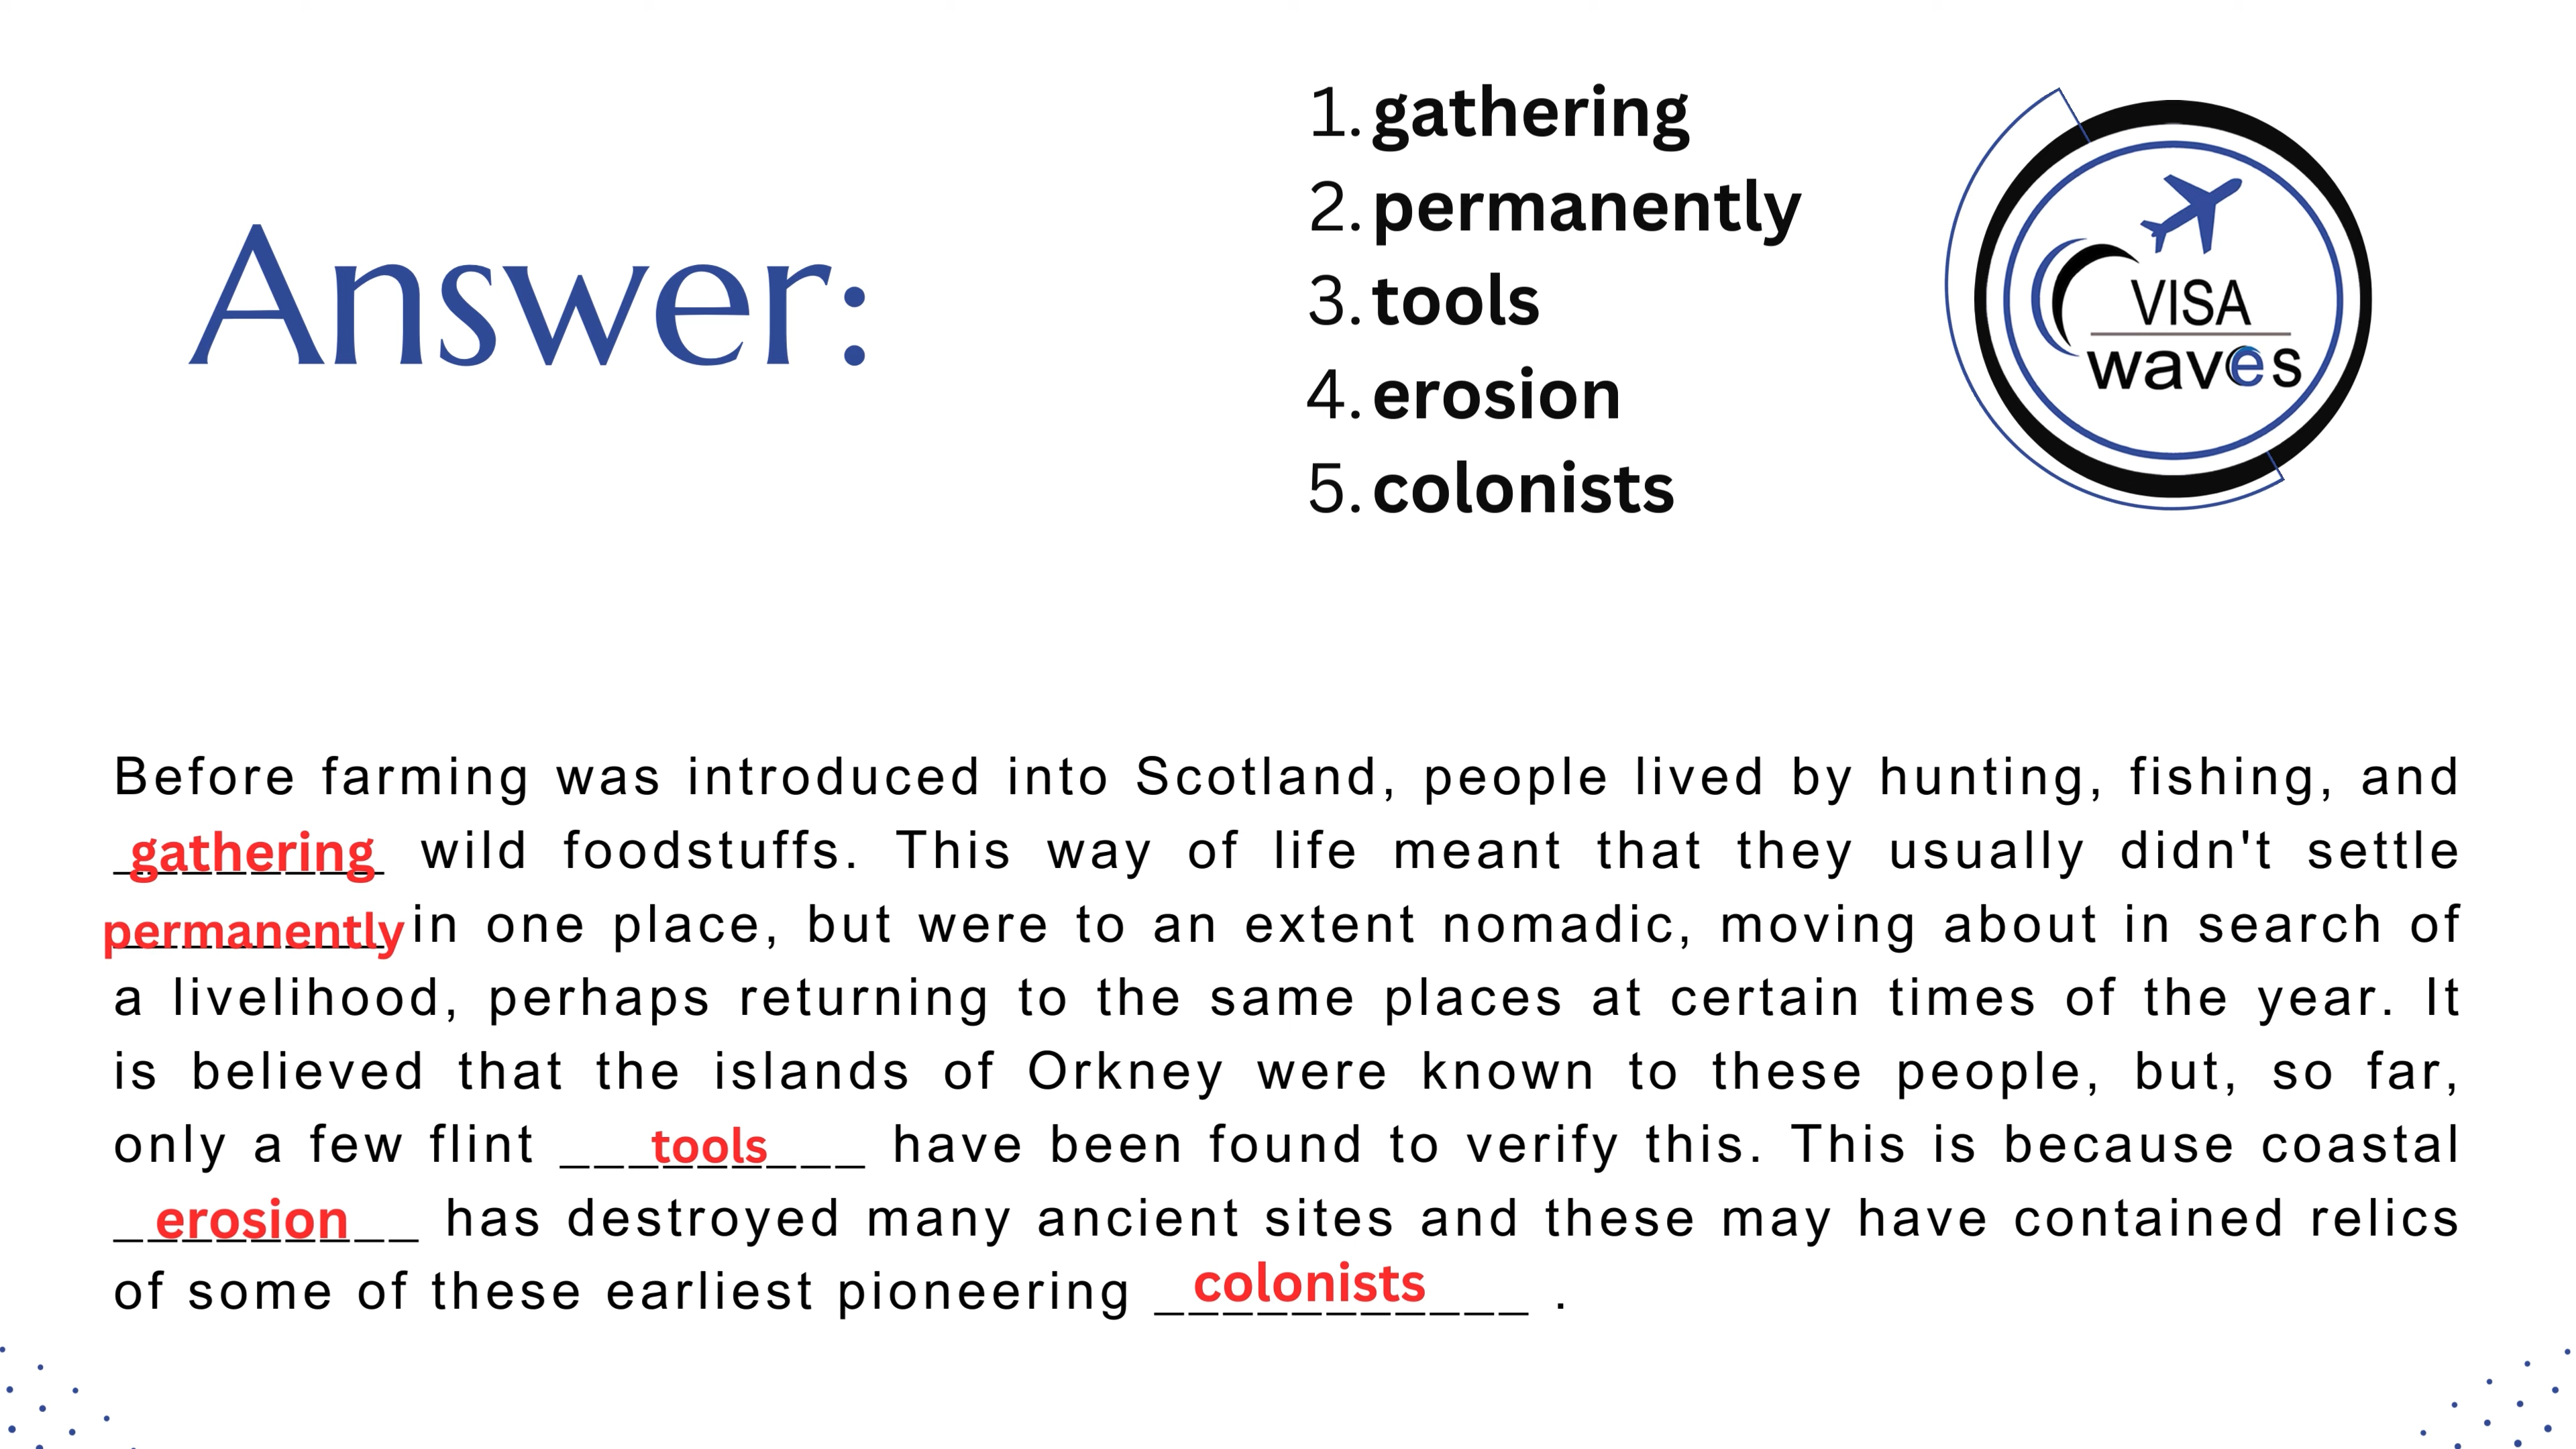 Answer:
1. gathering
2. permanently
3. tools
4. erosion
5. colonists
VISA
waves
Before farming was introduced into Scotland, people lived by hunting, fishing, and
gathering wild foodstuffs. This way of life meant that they usually didn't settle
permanently in one place, but were to an extent nomadic, moving about in search of
a livelihood, perhaps returning to the same places at certain times of the year. It
is believed that the islands of Orkney were known to these people, but, so far,
only a few flint tools have been found to verify this. This is because coastal
erosion has destroyed many ancient sites and these may have contained relics
of some of these earliest pioneering colonists .